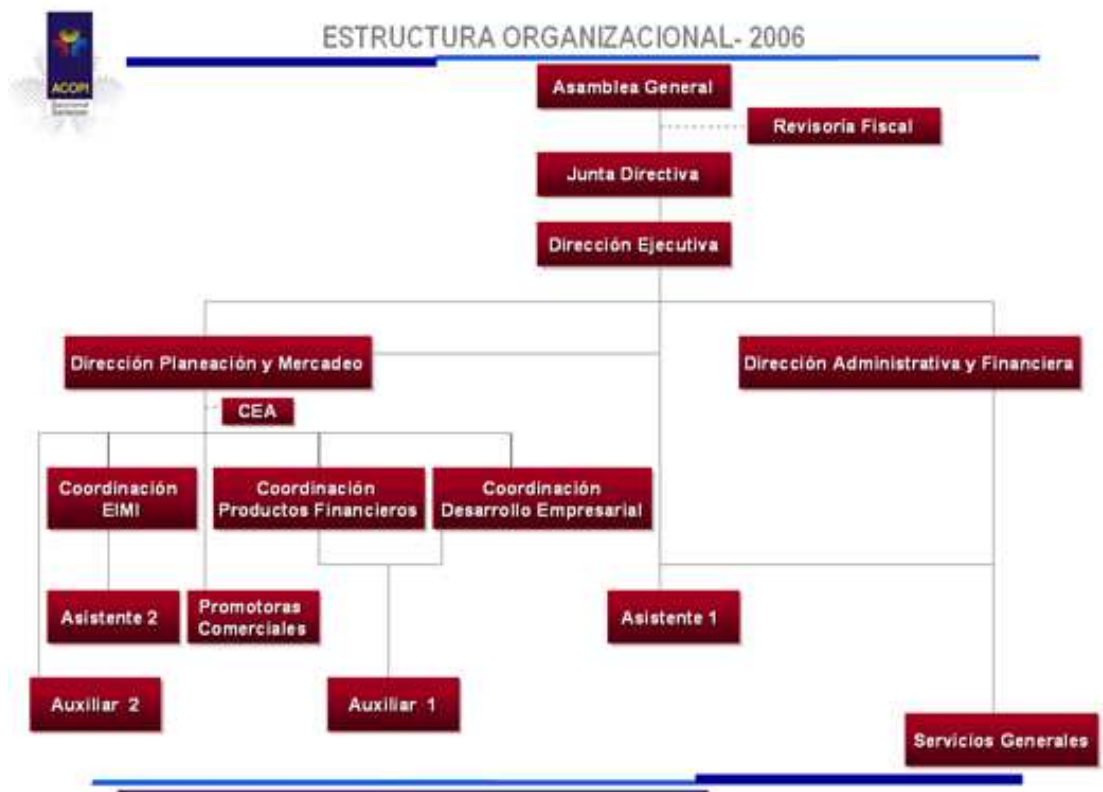 ESTRUCTURA ORGANIZACIONAL- 2006
ACOPI
Asamblea General
Revisoría Fiscal
Junta Directiva
Dirección Ejecutiva
Dirección Planeación y Mercadeo
Dirección Administrativa y Financiera
CEA
Coordinación
EIMI
Coordinación
Productos Financieros
Coordinación
Desarrollo Empresarial
Asistente 2
Promotoras
Comerciales
Asistente 1
Auxiliar 2
Auxiliar 1
Servicios Generales